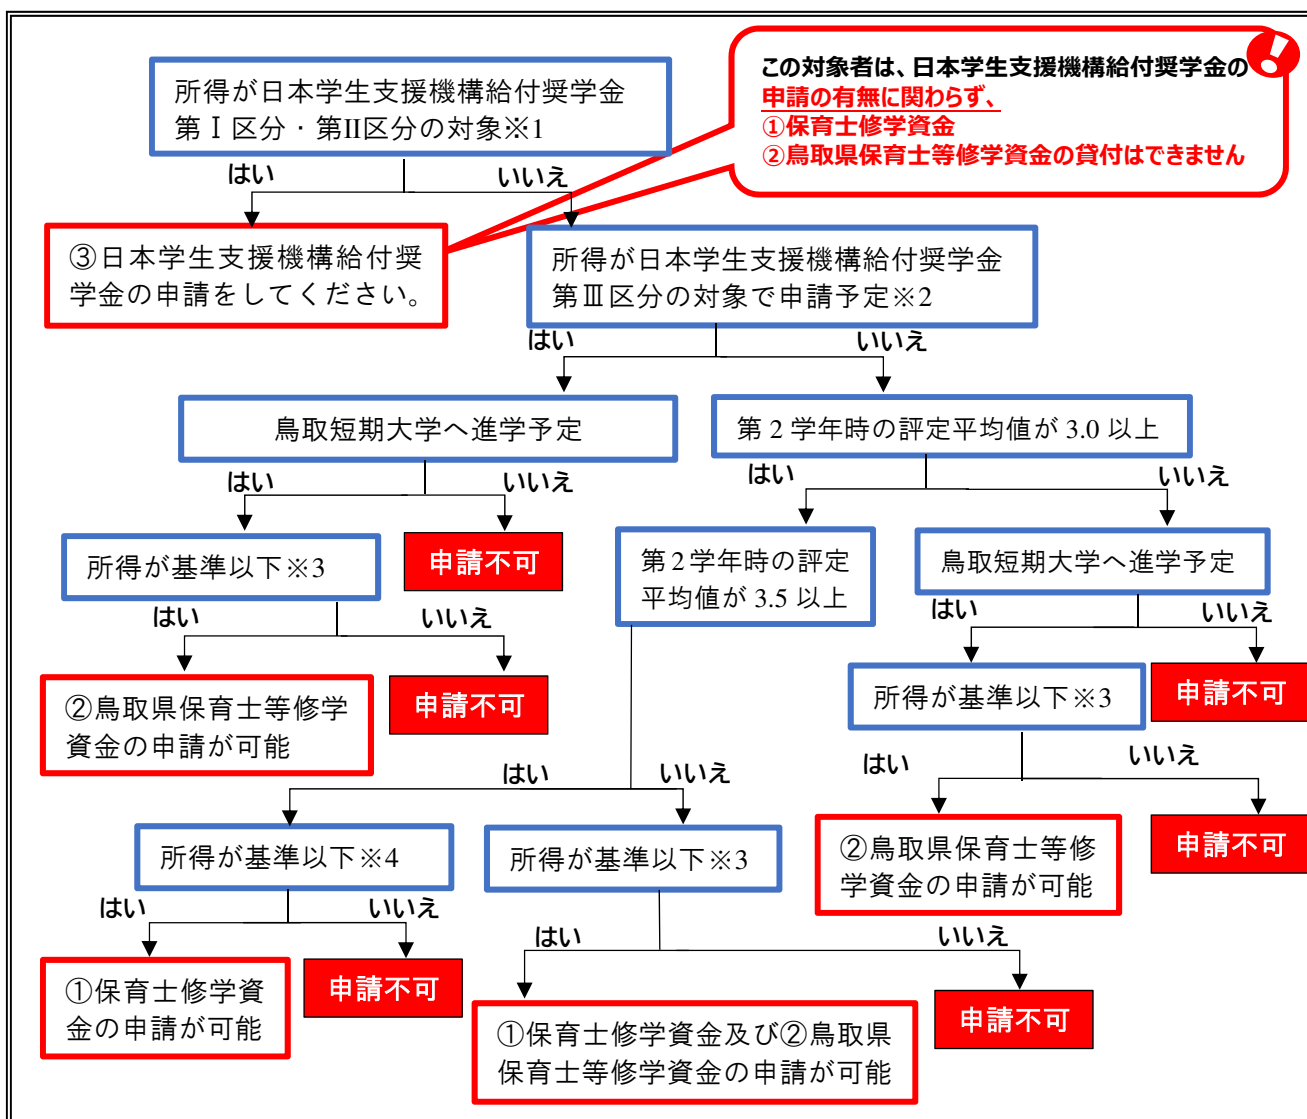 この対象者は、日本学生支援機構給付奨学金の
申請の有無に関わらず、
①保育士修学資金
②鳥取県保育士等修学資金の貸付はできません
所得が日本学生支援機構給付奨学金
第Ⅰ区分・第II区分の対象※1
はい
いいえ
③日本学生支援機構給付奨
学金の申請をしてください。
所得が日本学生支援機構給付奨学金
第Ⅲ区分の対象で申請予定※2
はい
いいえ
鳥取短期大学へ進学予定
第2学年時の評定平均値が3.0以上
はい
いいえ
はい
いいえ
所得が基準以下※3
申請不可
第2学年時の評定
平均値が3.5以上
鳥取短期大学へ進学予定
はい
いいえ
はい
いいえ
②鳥取県保育士等修学
資金の申請が可能
申請不可
所得が基準以下※3
申請不可
はい
いいえ
はい
いいえ
所得が基準以下※4
所得が基準以下※3
②鳥取県保育士等修
学資金の申請が可能
申請不可
はい
いいえ
はい
いいえ
①保育士修学資
金の申請が可能
申請不可
①保育士修学資金及び②鳥取県
保育士等修学資金の申請が可能
申請不可